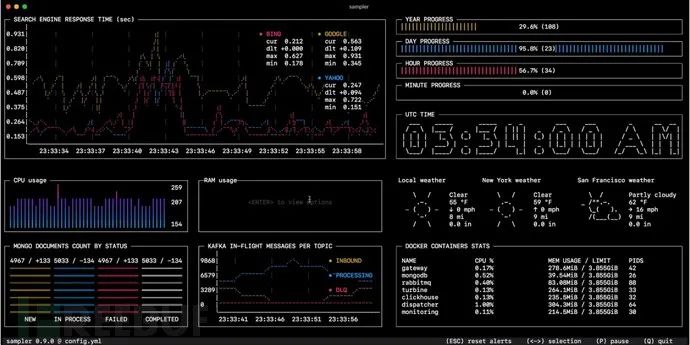 sampler
SEARCH ENGINE RESPONSE TIME (sec)
0.931
0.834
0.737
0.639
0.542
0.445
0.348
0.250
0.153
BING
cur 0.212
dlt +0.000
max 0.627
min 0.178
GOOGLE
cur 0.563
dlt +0.109
max 0.931
min 0.345
YAHOO
cur 0.247
dlt +0.094
max 0.722
min 0.151
23:33:34 23:33:37 23:33:40 23:33:43 23:33:46 23:33:49 23:33:52 23:33:55 23:33:58
YEAR PROGRESS
29.6% (108)
DAY PROGRESS
95.8% (23)
HOUR PROGRESS
56.7% (34)
MINUTE PROGRESS
0.0% (0)
UTC TIME
03:34:00 AM
CPU usage
259
207
154
RAM usage
<ENTER> to view options
Local weather
Clear
55 °F
↓ 0 mph
8 mi
0.0 in
New York weather
Clear
59 °F
↑ 0 mph
9 mi
0.0 in
San Francisco weather
Partly cloudy
62 °F
→ 16 mph
9 mi
0.0 in
MONGO DOCUMENTS COUNT BY STATUS
4967 / +133 5033 / -134 4967 / +133 5033 / -134
NEW IN PROCESS FAILED COMPLETED
KAFKA IN-FLIGHT MESSAGES PER TOPIC
9868
6579
3289
0
INBOUND
PROCESSING
DLQ
23:33:41 23:33:46 23:33:51 23:33:56
DOCKER CONTAINERS STATS
NAME CPU % MEM USAGE / LIMIT PIDS
gateway 0.17% 278.6MiB / 3.855GiB 42
mongodb 0.52% 39.54MiB / 3.855GiB 26
rabbitmq 0.40% 83.08MiB / 3.855GiB 88
turbine 0.13% 264.1MiB / 3.855GiB 33
clickhouse 0.13% 235.5MiB / 3.855GiB 32
dispatcher 1.00% 304.3MiB / 3.855GiB 64
monitoring 0.11% 214.5MiB / 3.855GiB 30
REEBUF
sampler 0.9.0 @ config.yml
(ESC) reset alerts (<->) selection (P) pause (Q) quit